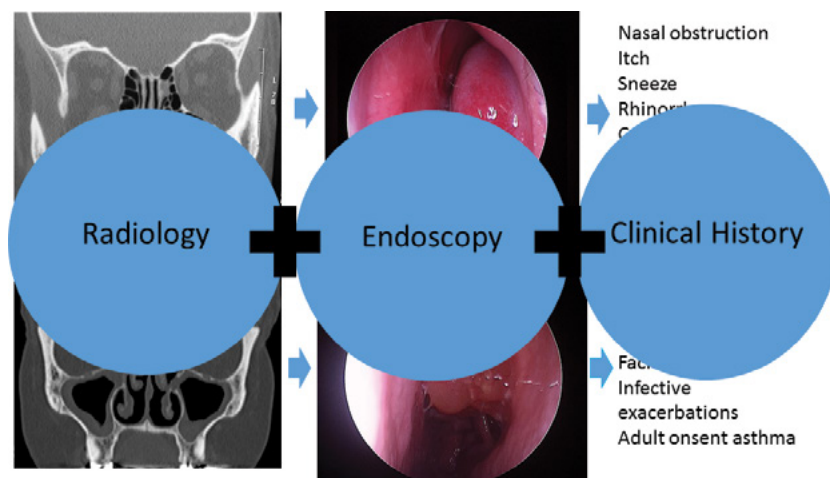 Nasal obstruction
Itch
Sneeze
Radiology
Endoscopy
Clinical History
Infective
exacerbations
Adult onsent asthma